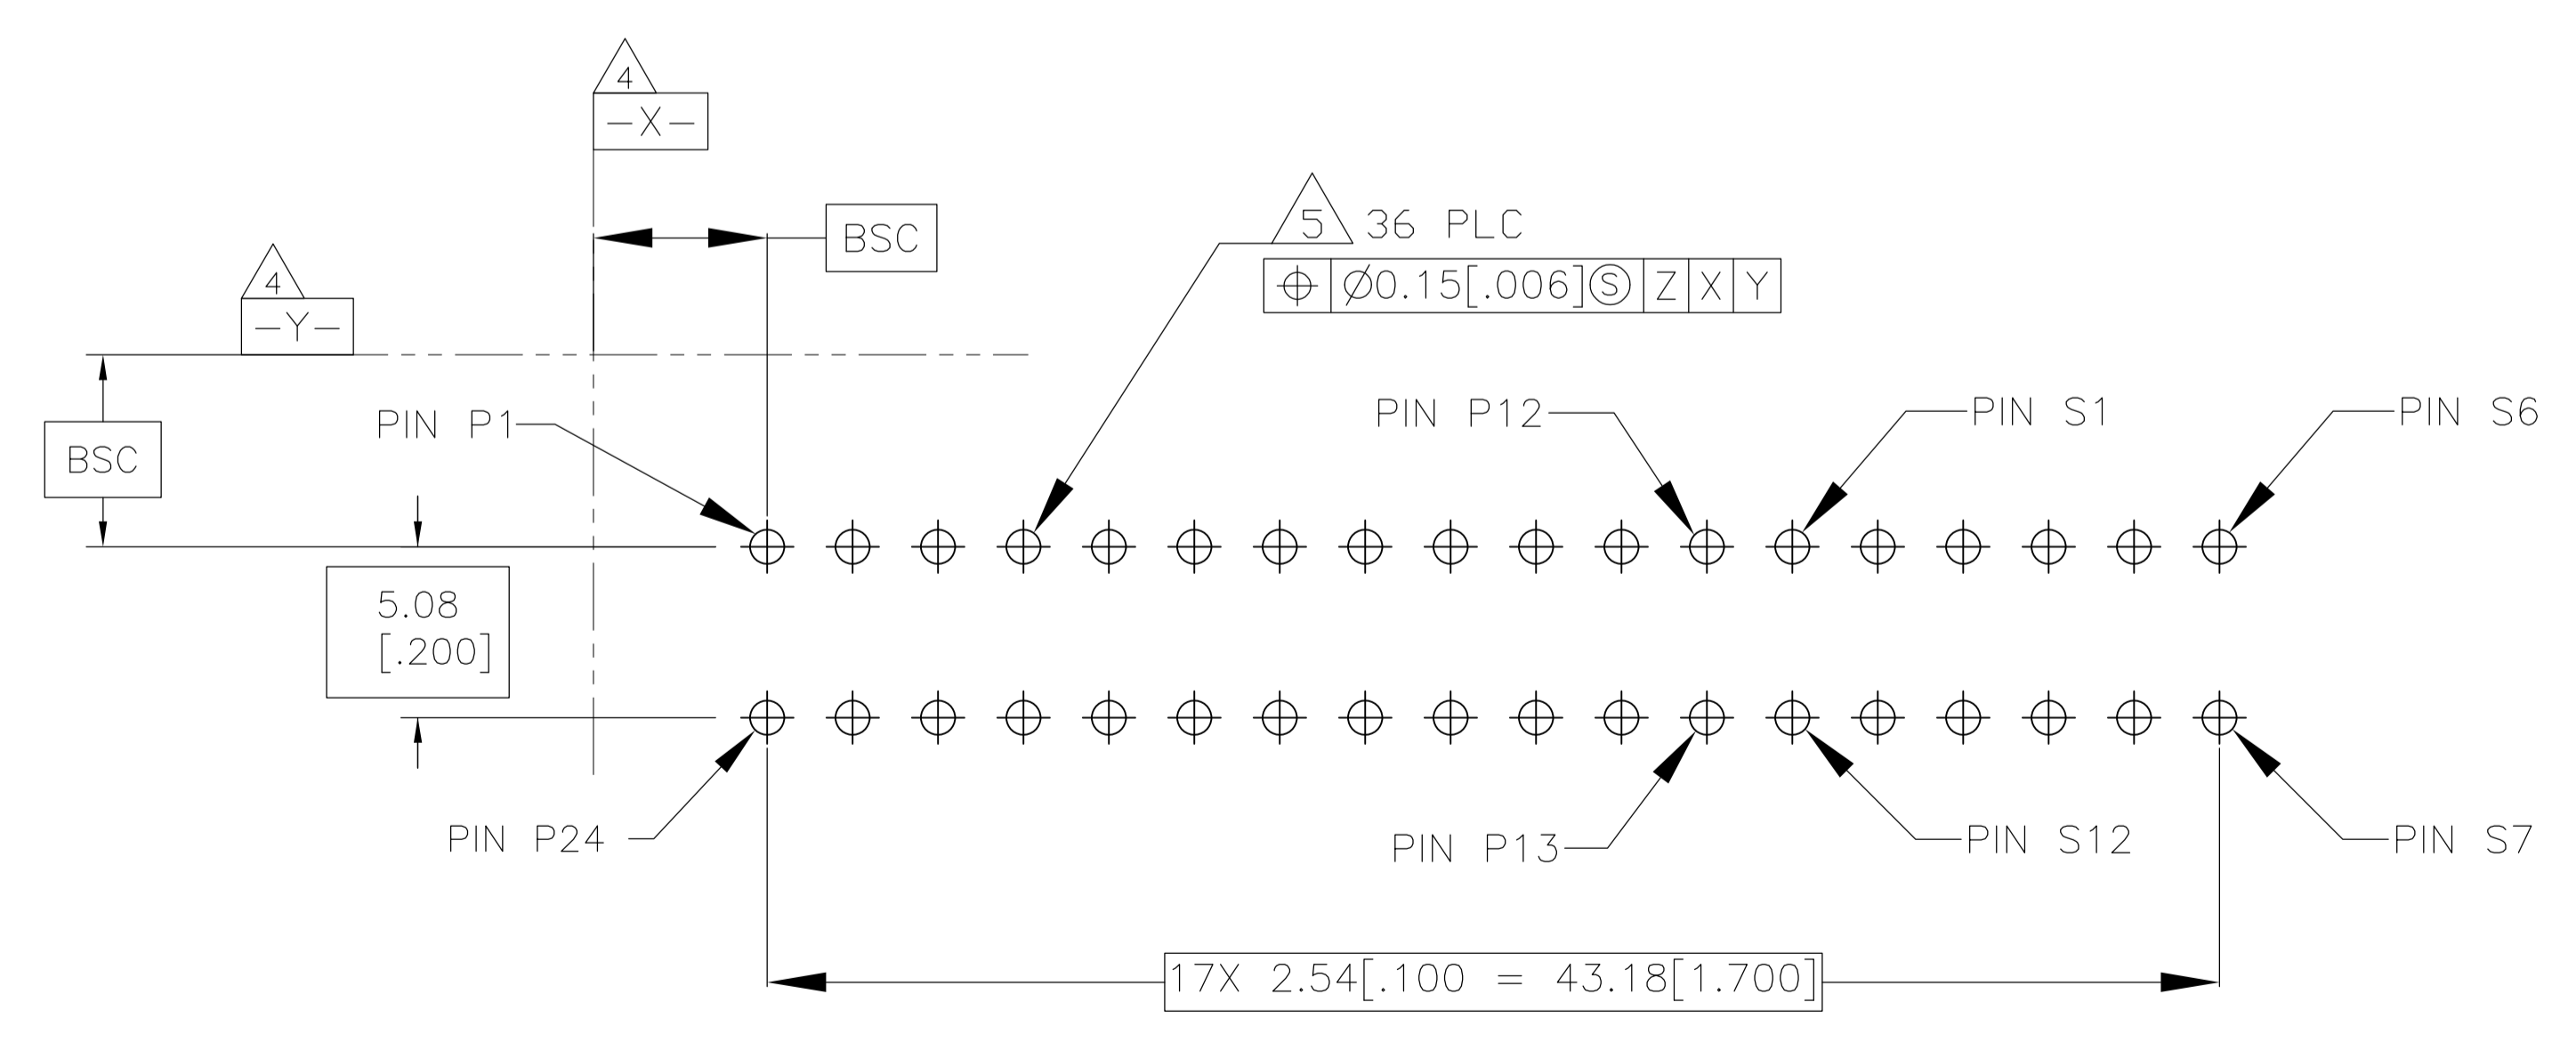 4
-X-
BSC
5 36 PLC
⌖ Ø0.15[.006]Ⓢ Z X Y
4
-Y-
BSC
PIN P1
PIN P12
PIN S1
PIN S6
5.08
[.200]
PIN P24
PIN P13
PIN S12
PIN S7
17X 2.54[.100 = 43.18[1.700]